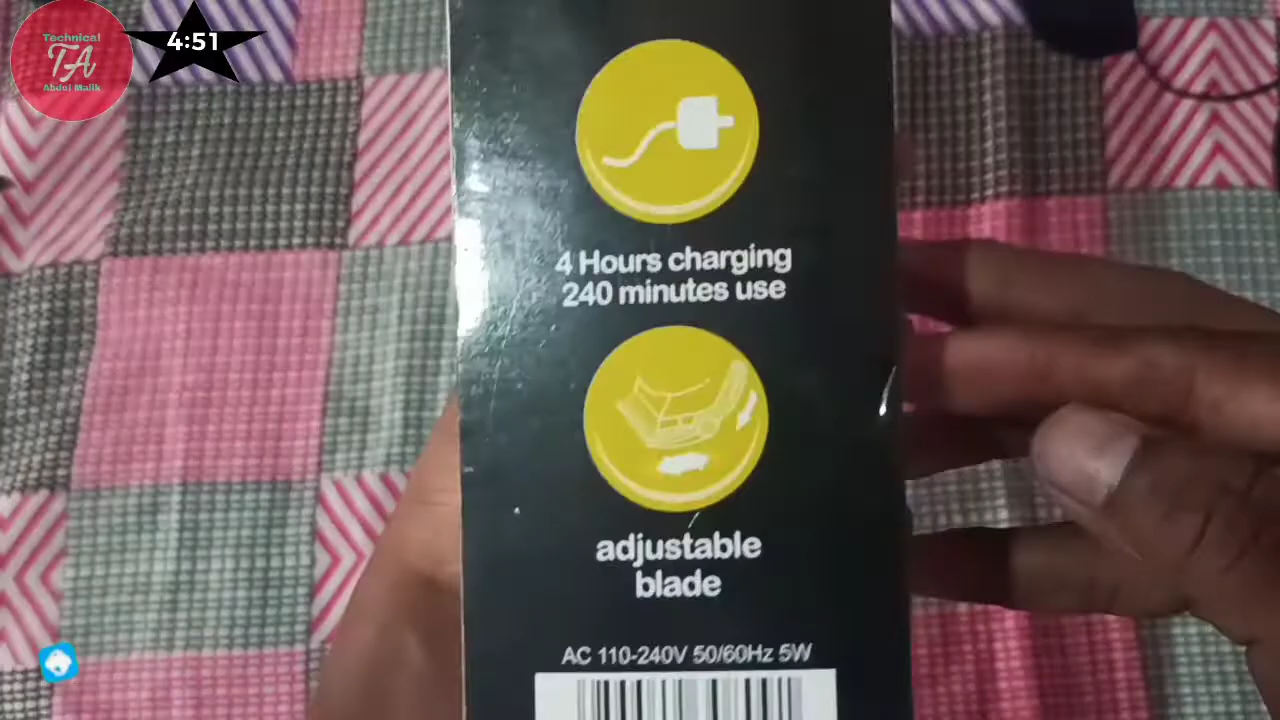 Technical
TA
Abdul Malik
4:51
4 Hours charging
240 minutes use
adjustable
blade
AC 110-240V 50/60Hz 5W